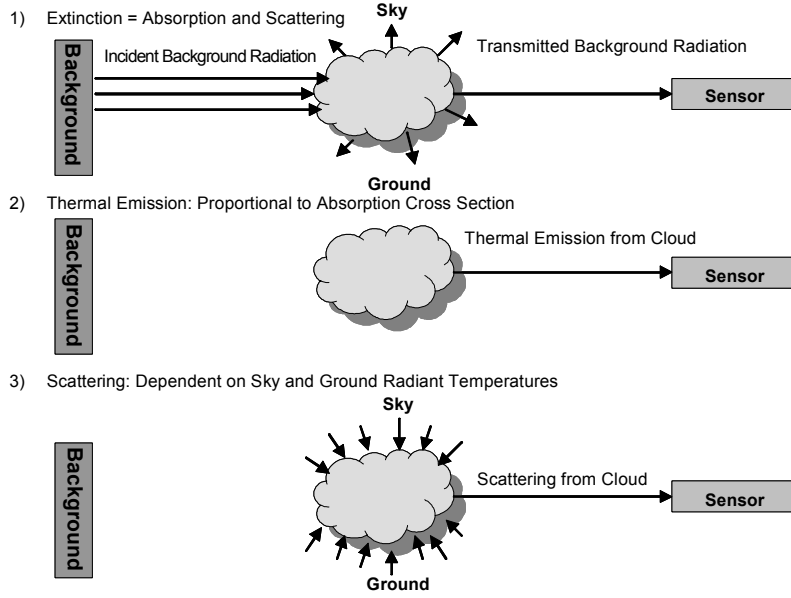 1) Extinction = Absorption and Scattering
Sky
Background
Incident Background Radiation
Transmitted Background Radiation
Sensor
Ground
2) Thermal Emission: Proportional to Absorption Cross Section
Background
Thermal Emission from Cloud
Sensor
3) Scattering: Dependent on Sky and Ground Radiant Temperatures
Sky
Background
Scattering from Cloud
Sensor
Ground